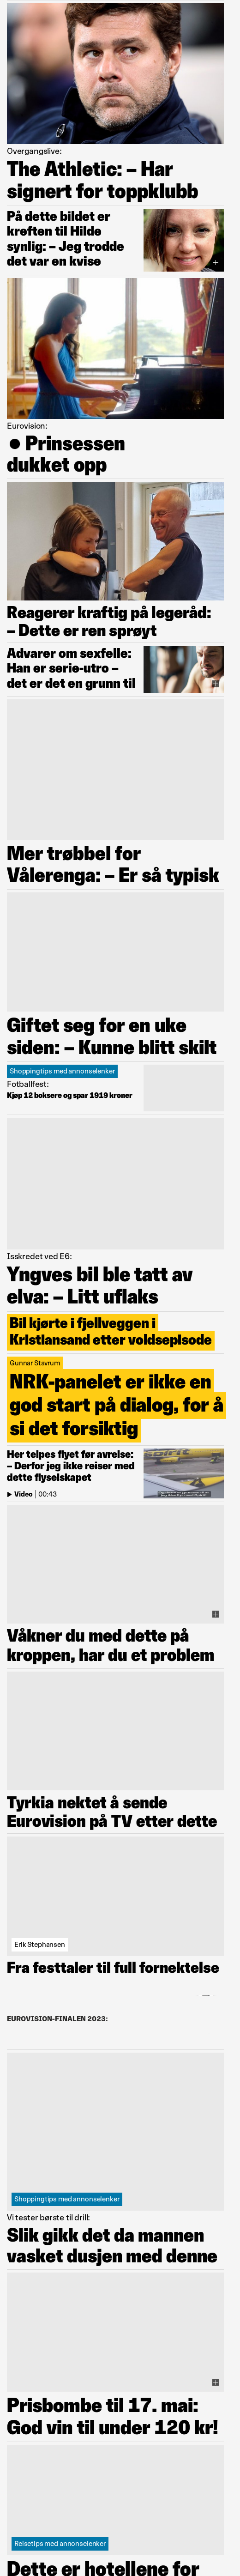 Overgangslive:
The Athletic: – Har
signert for toppklubb
På dette bildet er
kreften til Hilde
synlig: – Jeg trodde
det var en kvise
Eurovision:
● Prinsessen
dukket opp
Reagerer kraftig på legeråd:
– Dette er ren sprøyt
Advarer om sexfelle:
Han er serie-utro –
det er det en grunn til
Mer trøbbel for
Vålerenga: – Er så typisk
Giftet seg for en uke
siden: – Kunne blitt skilt
Shoppingtips med annonselenker
Fotballfest:
Kjøp 12 boksere og spar 1919 kroner
Isskredet ved E6:
Yngves bil ble tatt av
elva: – Litt uflaks
Bil kjørte i fjellveggen i
Kristiansand etter voldsepisode
Gunnar Stavrum
NRK-panelet er ikke en
god start på dialog, for å
si det forsiktig
Her teipes flyet før avreise:
– Derfor jeg ikke reiser med
dette flyselskapet
Video | 00:43
Våkner du med dette på
kroppen, har du et problem
Tyrkia nektet å sende
Eurovision på TV etter dette
Erik Stephansen
Fra festtaler til full fornektelse
EUROVISION-FINALEN 2023:
Shoppingtips med annonselenker
Vi tester børste til drill:
Slik gikk det da mannen
vasket dusjen med denne
Prisbombe til 17. mai:
God vin til under 120 kr!
Reisetips med annonselenker
Dette er hotellene for